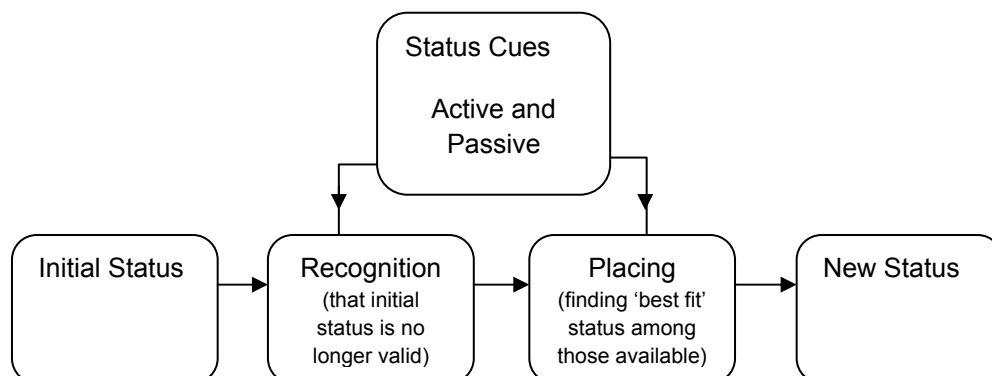 Status Cues
Active and
Passive
Initial Status
Recognition
(that initial
status is no
longer valid)
Placing
(finding ‘best fit’
status among
those available)
New Status